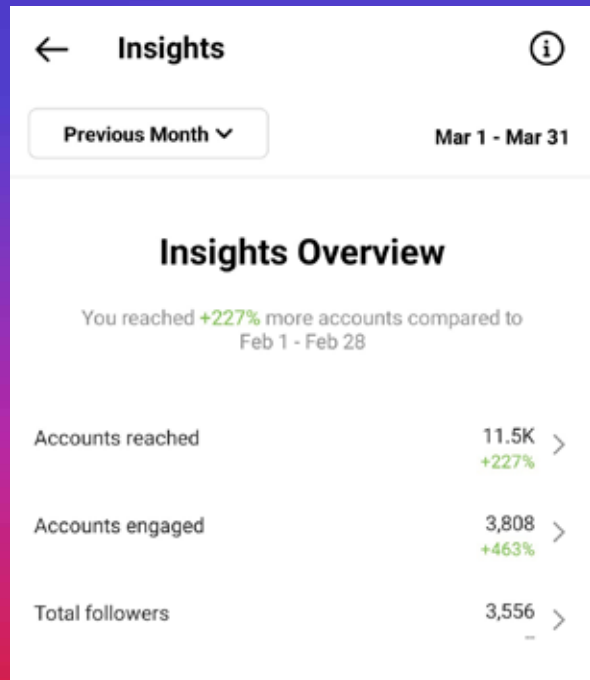 Insights
Previous Month
Mar 1 - Mar 31
Insights Overview
You reached +227% more accounts compared to
Feb 1 - Feb 28
Accounts reached
11.5K
+227%
Accounts engaged
3,808
+463%
Total followers
3,556
--